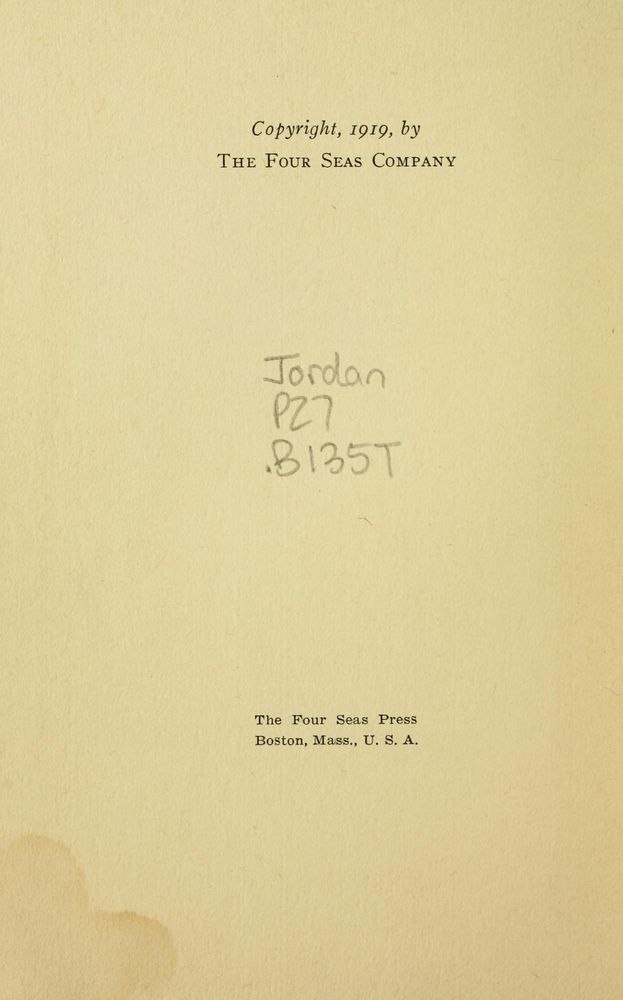 Copyright, 1919, by
THE FOUR SEAS COMPANY
Jordan
PZ7
.B135T
The Four Seas Press
Boston, Mass., U. S. A.